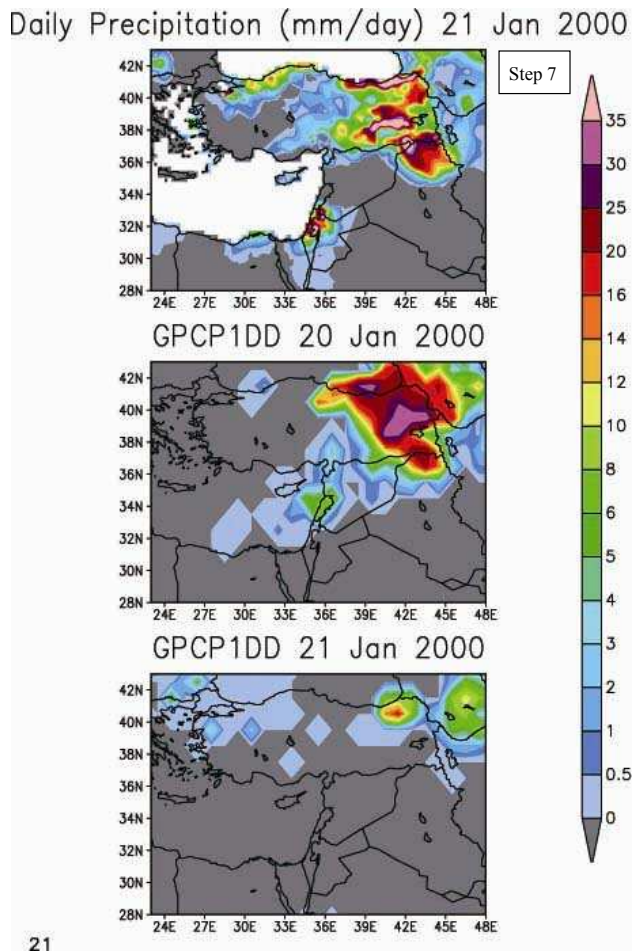 Daily Precipitation (mm/day) 21 Jan 2000
Step 7
42N
40N
38N
36N
34N
32N
30N
28N
24E 27E 30E 33E 36E 39E 42E 45E 48E
GPCP1DD 20 Jan 2000
42N
40N
38N
36N
34N
32N
30N
28N
24E 27E 30E 33E 36E 39E 42E 45E 48E
GPCP1DD 21 Jan 2000
42N
40N
38N
36N
34N
32N
30N
28N
24E 27E 30E 33E 36E 39E 42E 45E 48E
35
30
25
20
16
14
12
10
8
6
5
4
3
2
1
0.5
0
21